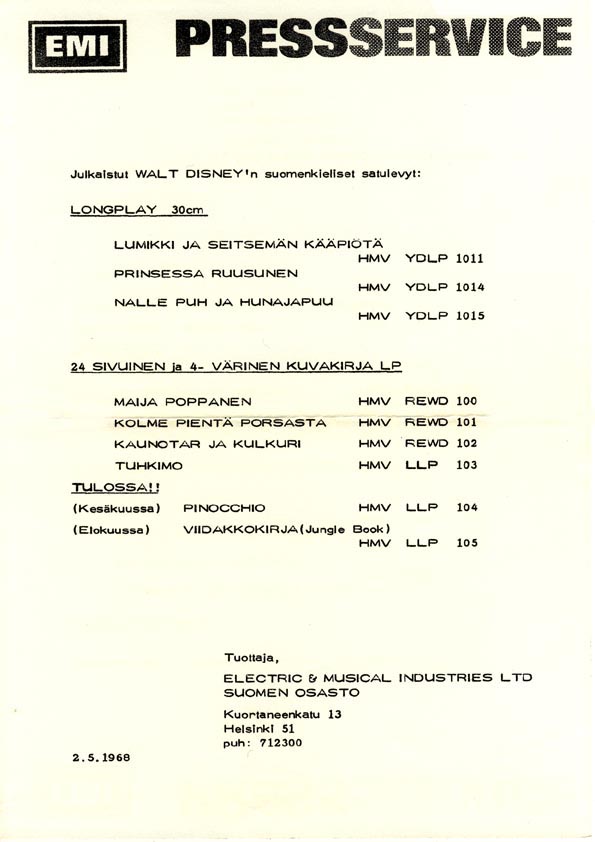 EMI PRESSSERVICE
Julkaistut WALT DISNEY'n suomenkieliset satulevyt:
LONGPLAY 30cm
LUMIKKI JA SEITSEMÄN KÄÄPIÖTÄ
HMV YDLP 1011
PRINSESSA RUUSUNEN
HMV YDLP 1014
NALLE PUH JA HUNAJAPUU
HMV YDLP 1015
24 SIVUINEN ja 4- VÄRINEN KUVAKIRJA LP
MAIJA POPPANEN HMV REWD 100
KOLME PIENTÄ PORSASTA HMV REWD 101
KAUNOTAR JA KULKURI HMV REWD 102
TUHKIMO HMV LLP 103
TULOSSA!!
(Kesäkuussa) PINOCCHIO HMV LLP 104
(Elokuussa) VIIDAKKOKIRJA(Jungle Book)
HMV LLP 105
Tuottaja,
ELECTRIC & MUSICAL INDUSTRIES LTD
SUOMEN OSASTO
Kuortaneenkatu 13
Helsinki 51
puh: 712300
2.5.1968